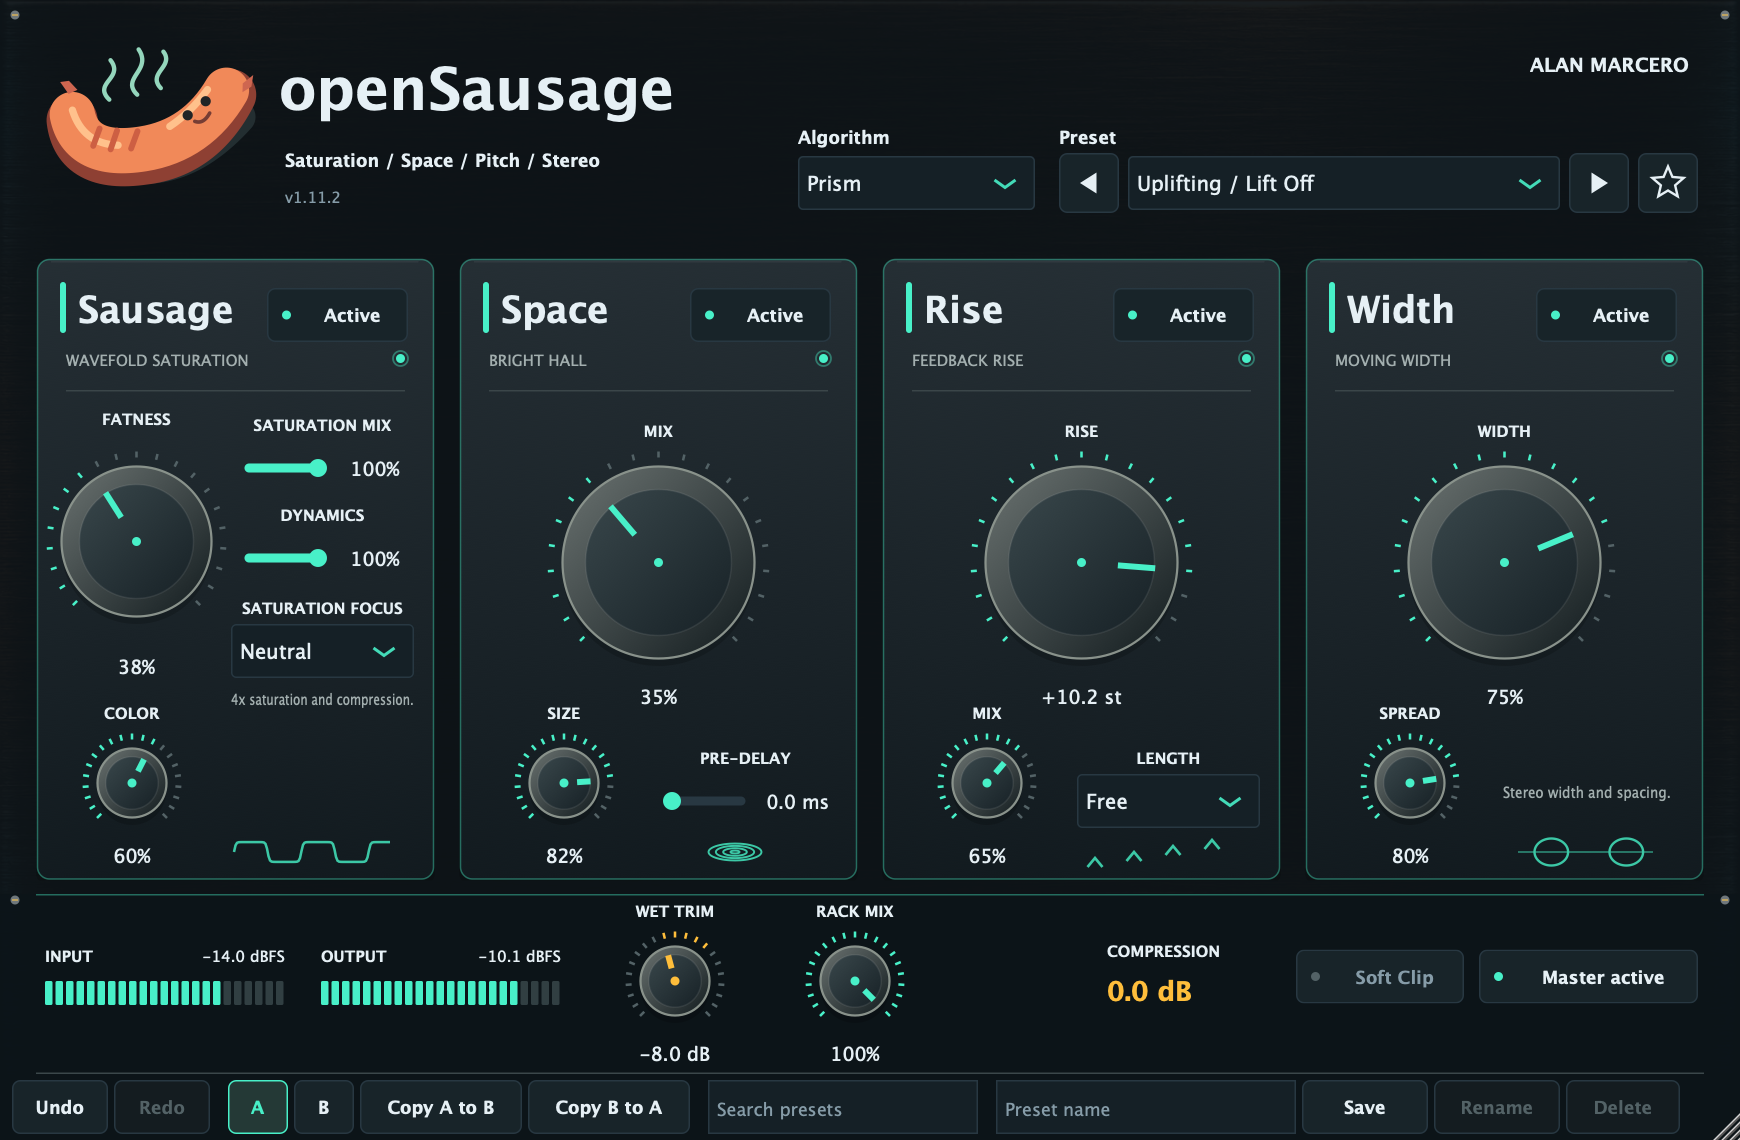 openSausage
Saturation / Space / Pitch / Stereo
v1.11.2
ALAN MARCERO
Algorithm
Prism
Preset
Uplifting / Lift Off
Sausage
Active
WAVEFOLD SATURATION
FATNESS
38%
SATURATION MIX
100%
DYNAMICS
100%
SATURATION FOCUS
Neutral
4x saturation and compression.
COLOR
60%
Space
Active
BRIGHT HALL
MIX
35%
SIZE
82%
PRE-DELAY
0.0 ms
Rise
Active
FEEDBACK RISE
RISE
+10.2 st
MIX
65%
LENGTH
Free
Width
Active
MOVING WIDTH
WIDTH
75%
SPREAD
80%
Stereo width and spacing.
INPUT -14.0 dBFS
OUTPUT -10.1 dBFS
WET TRIM
-8.0 dB
RACK MIX
100%
COMPRESSION
0.0 dB
Soft Clip
Master active
Undo
Redo
A
B
Copy A to B
Copy B to A
Search presets
Preset name
Save
Rename
Delete